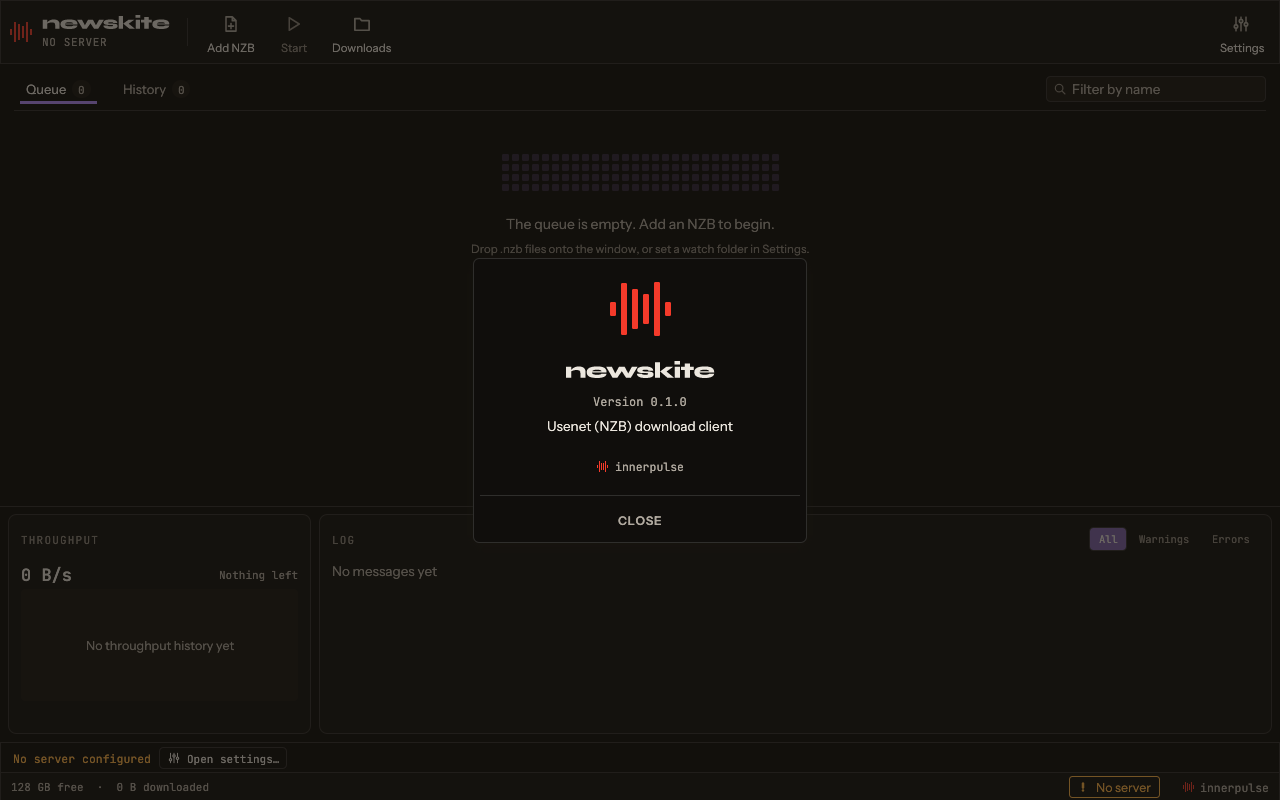 newskite
NO SERVER
Add NZB
Start
Downloads
Settings
Queue 0
History 0
Filter by name
The queue is empty. Add an NZB to begin.
Drop .nzb files onto the window, or set a watch folder in Settings.
newskite
Version 0.1.0
Usenet (NZB) download client
innerpulse
CLOSE
THROUGHPUT
0 B/s
Nothing left
No throughput history yet
LOG
All
Warnings
Errors
No messages yet
No server configured
Open settings…
128 GB free · 0 B downloaded
! No server
innerpulse